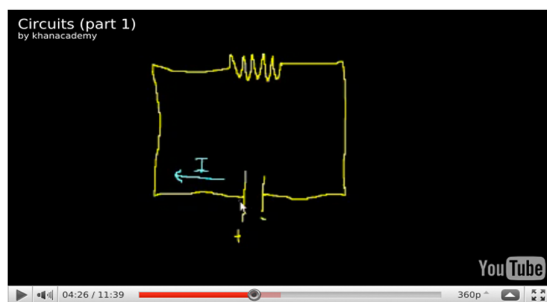 Circuits (part 1)
by khanacademy
I
+
-
YouTube
04:26 / 11:39
360p